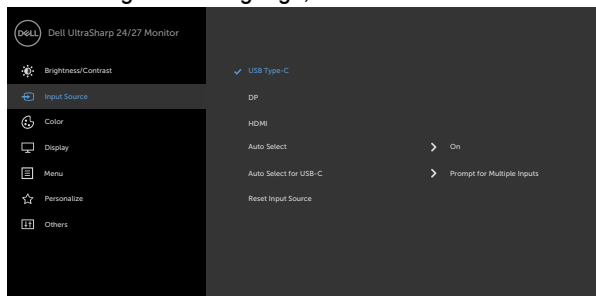 DELL
Dell UltraSharp 24/27 Monitor
Brightness/Contrast
USB Type-C
Input Source
DP
Color
HDMI
Display
Auto Select
On
Menu
Auto Select for USB-C
Prompt for Multiple Inputs
Personalize
Reset Input Source
Others